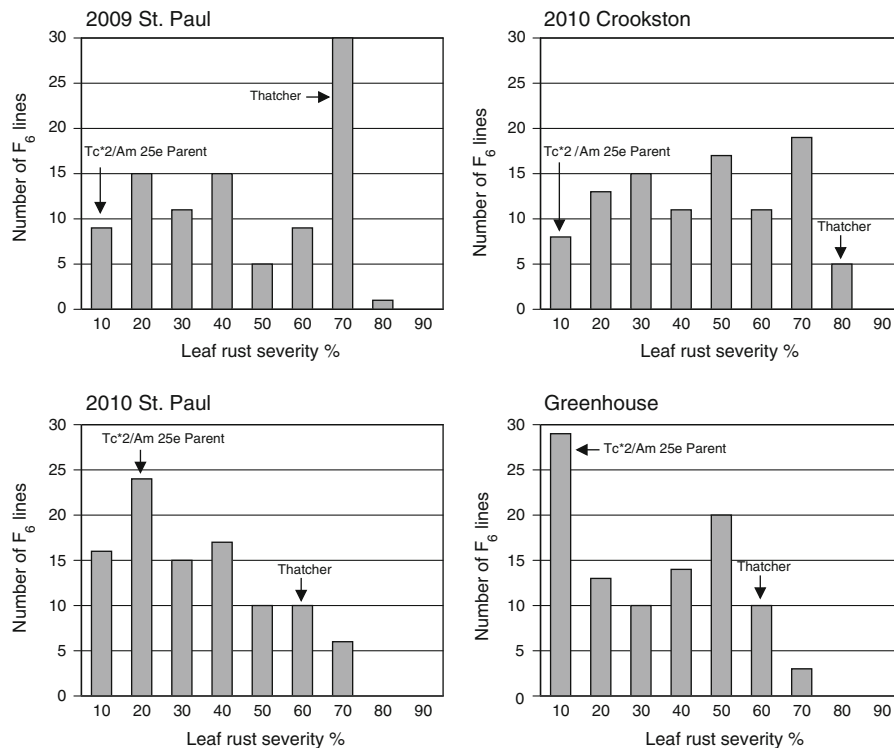 2009 St. Paul
Number of F6 lines
30
25
20
15
10
5
0
Thatcher
Tc*2/Am 25e Parent
10 20 30 40 50 60 70 80 90
Leaf rust severity %
2010 Crookston
Number of F6 lines
30
25
20
15
10
5
0
Tc*2 /Am 25e Parent
Thatcher
10 20 30 40 50 60 70 80 90
Leaf rust severity %
2010 St. Paul
Number of F6 lines
30
25
20
15
10
5
0
Tc*2/Am 25e Parent
Thatcher
10 20 30 40 50 60 70 80 90
Leaf rust severity %
Greenhouse
Number of F6 lines
30
25
20
15
10
5
0
Tc*2/Am 25e Parent
Thatcher
10 20 30 40 50 60 70 80 90
Leaf rust severity %